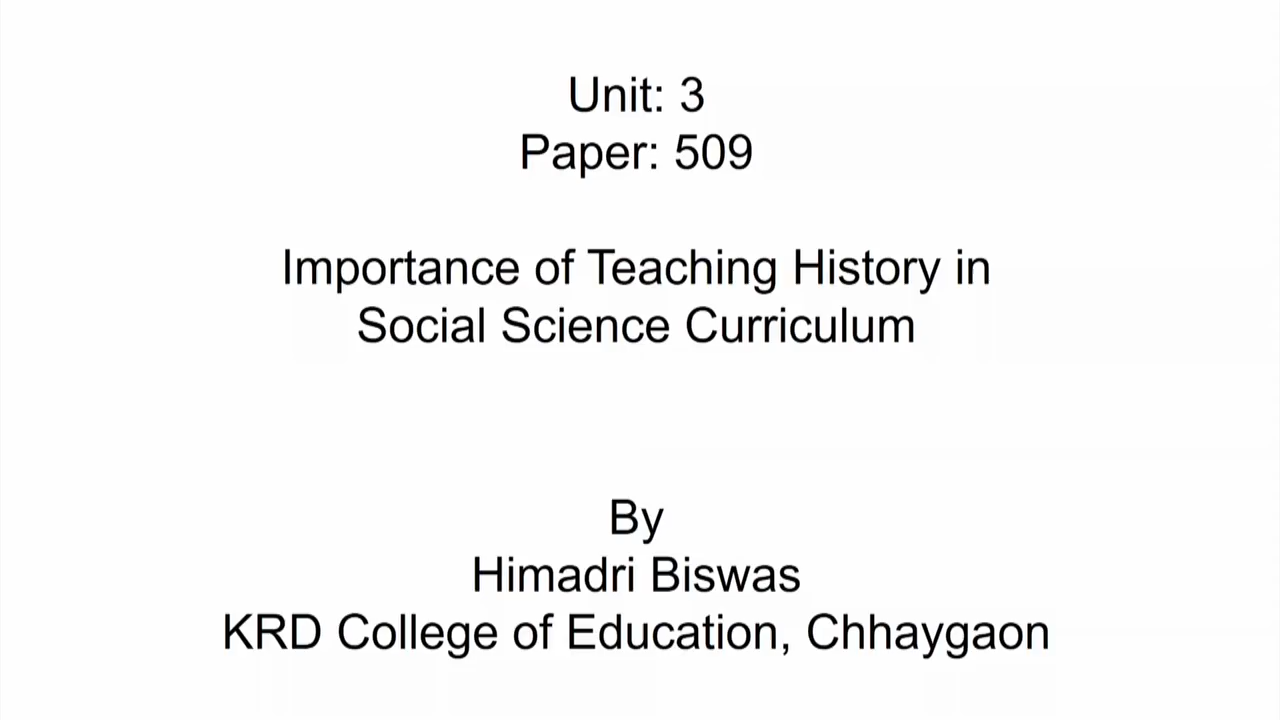 Unit: 3
Paper: 509
Importance of Teaching History in
Social Science Curriculum
By
Himadri Biswas
KRD College of Education, Chhaygaon